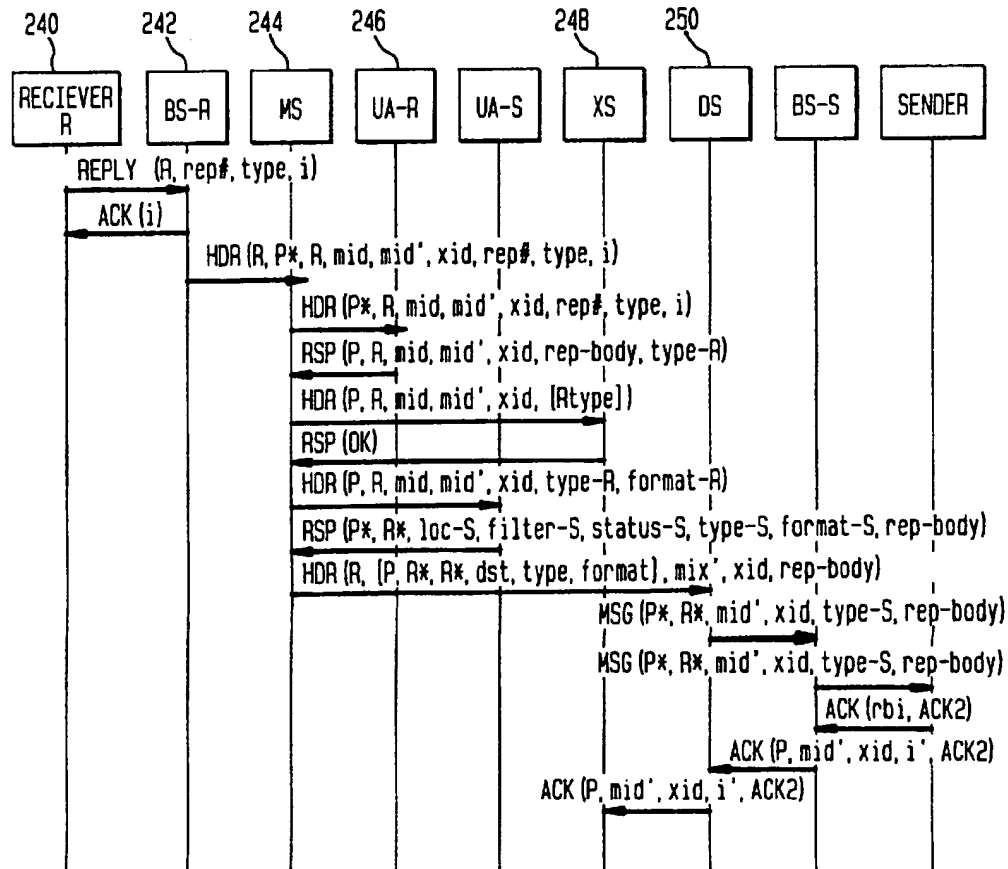 240 242 244 246 248 250
RECIEVER R BS-R MS UA-R UA-S XS DS BS-S SENDER
REPLY (R, rep#, type, i)
ACK (i)
HDR (R, P*, R, mid, mid', xid, rep#, type, i)
HDR (P*, R, mid, mid', xid, rep#, type, i)
RSP (P, R, mid, mid', xid, rep-body, type-R)
HDR (P, R, mid, mid', xid, [Rtype])
RSP (OK)
HDR (P, R, mid, mid', xid, type-R, format-R)
RSP (P*, R*, loc-S, filter-S, status-S, type-S, format-S, rep-body)
HDR (R, (P, R*, R*, dst, type, format), mix', xid, rep-body)
MSG (P*, R*, mid', xid, type-S, rep-body)
MSG (P*, R*, mid', xid, type-S, rep-body)
ACK (rbi, ACK2)
ACK (P, mid', xid, i', ACK2)
ACK (P, mid', xid, i', ACK2)